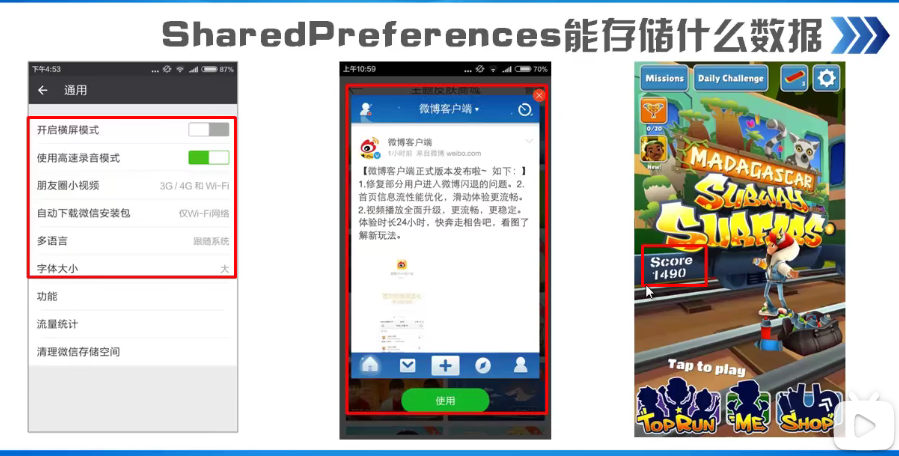 SharedPreferences能存储什么数据
下午4:53
87%
通用
开启横屏模式
使用高速录音模式
朋友圈小视频
3G / 4G 和 Wi-Fi
自动下载微信安装包
仅Wi-Fi网络
多语言
跟随系统
字体大小
大
功能
流量统计
清理微信存储空间
上午10:59
70%
微博客户端
微博客户端
1小时前 来自微博 weibo.com
【微博客户端正式版本发布啦~ 如下：】
1.修复部分用户进入微博闪退的问题。2.
首页信息流性能优化，滑动体验更流畅。
2.视频播放全面升级，更流畅，更稳定。
体验时长24小时，快奔走相告吧，看图了
解新玩法。
使用
Missions
Daily Challenge
3
0/20
New!
MADAGASCAR
SUBWAY
SURFERS
Score
1490
Tap to play
TOP RUN
ME
SHOP